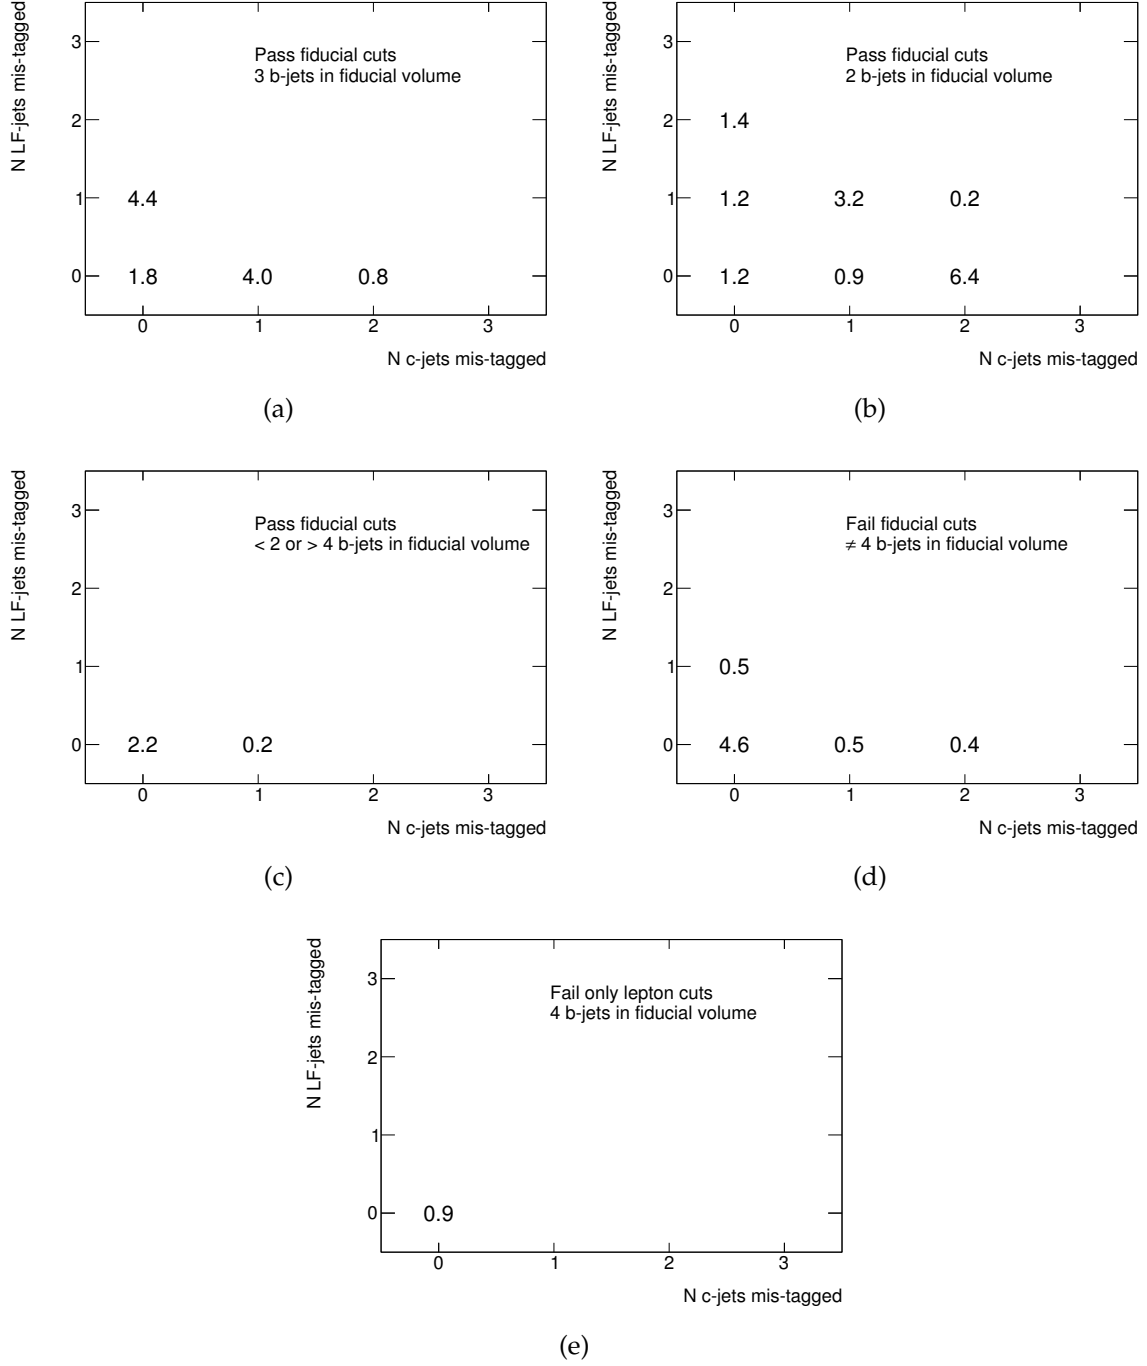 N LF-jets mis-tagged
3
Pass fiducial cuts
3 b-jets in fiducial volume
2
1
4.4
0
1.8 4.0 0.8
0 1 2 3
N c-jets mis-tagged
(a)
N LF-jets mis-tagged
3
Pass fiducial cuts
2 b-jets in fiducial volume
2
1.4
1
1.2 3.2 0.2
0
1.2 0.9 6.4
0 1 2 3
N c-jets mis-tagged
(b)
N LF-jets mis-tagged
3
Pass fiducial cuts
< 2 or > 4 b-jets in fiducial volume
2
1
0
2.2 0.2
0 1 2 3
N c-jets mis-tagged
(c)
N LF-jets mis-tagged
3
Fail fiducial cuts
≠ 4 b-jets in fiducial volume
2
1
0.5
0
4.6 0.5 0.4
0 1 2 3
N c-jets mis-tagged
(d)
N LF-jets mis-tagged
3
Fail only lepton cuts
4 b-jets in fiducial volume
2
1
0
0.9
0 1 2 3
N c-jets mis-tagged
(e)